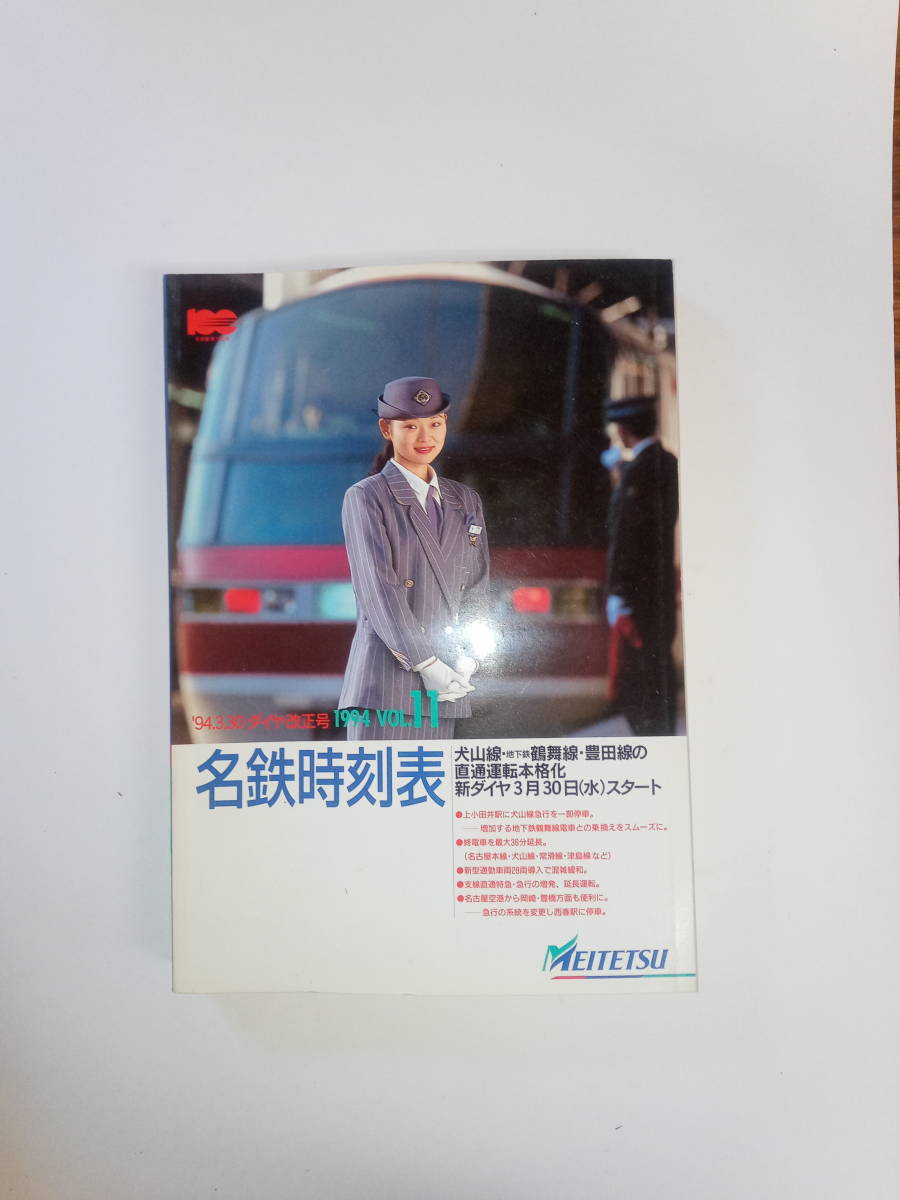 100
'94.3.30ダイヤ改正号 1994 VOL.11
名鉄時刻表
犬山線・地下鉄鶴舞線・豊田線の
直通運転本格化
新ダイヤ3月30日(水)スタート
●上小田井駅に犬山線急行を一部停車。
――増加する地下鉄鶴舞線電車との乗換えをスムーズに。
●終電車を最大36分延長。
(名古屋本線・犬山線・常滑線・津島線など)
●新型通勤車両28両導入で混雑緩和。
●支線直通特急・急行の増発、延長運転。
●名古屋空港から岡崎・豊橋方面も便利に。
――急行の系統を変更し西春駅に停車。
MEITETSU